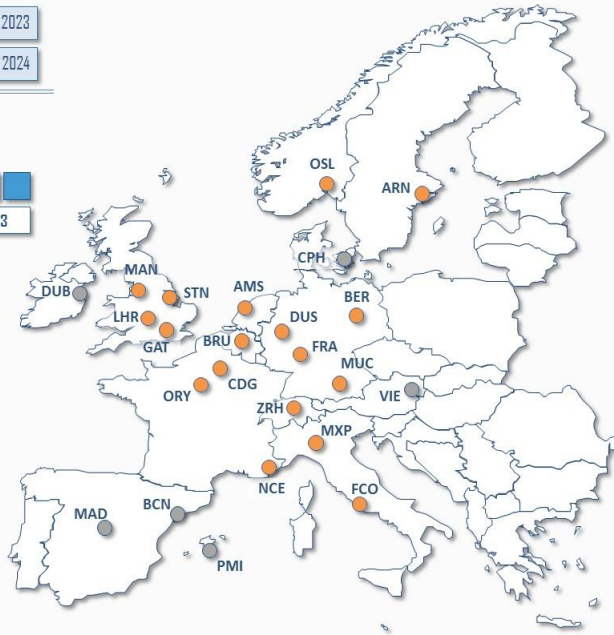 2023
2024
3
OSL
ARN
CPH
MAN
DUB
STN
AMS
BER
LHR
DUS
GAT
BRU
FRA
MUC
CDG
ORY
VIE
ZRH
MXP
NCE
FCO
BCN
MAD
PMI